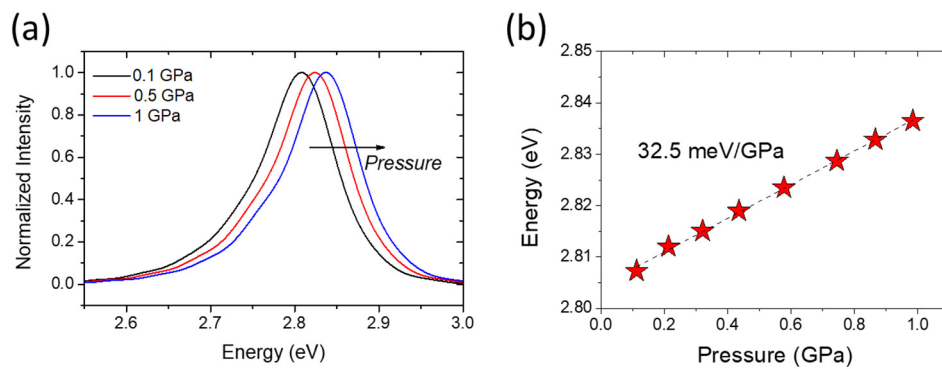 (a)
Normalized Intensity
1.0
0.8
0.6
0.4
0.2
0.0
0.1 GPa
0.5 GPa
1 GPa
Pressure
2.6
2.7
2.8
2.9
3.0
Energy (eV)
(b)
Energy (eV)
2.85
2.84
2.83
2.82
2.81
2.80
32.5 meV/GPa
0.0
0.2
0.4
0.6
0.8
1.0
Pressure (GPa)